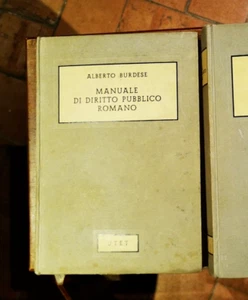 ALBERTO BURDESE
MANUALE
DI DIRITTO PUBBLICO
ROMANO
UTET